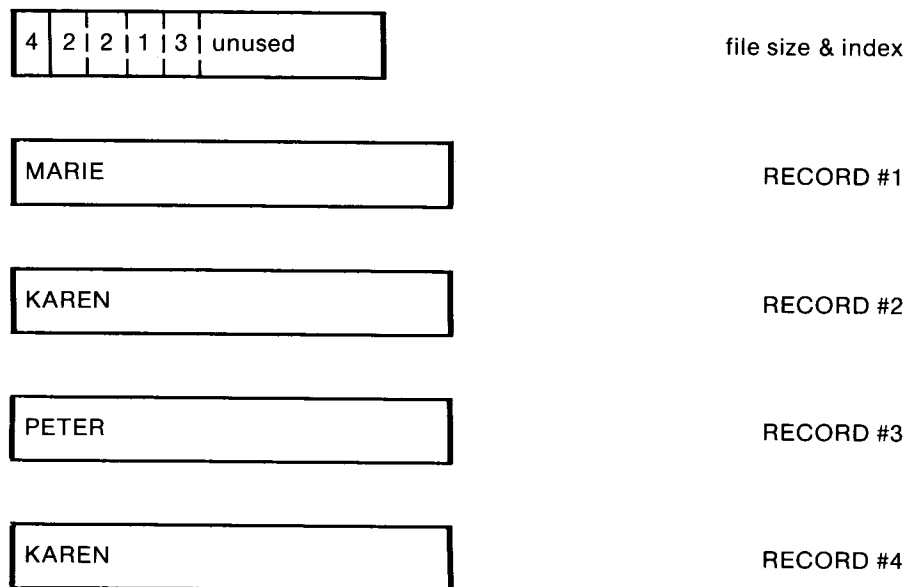 4 2 2 1 3 unused file size & index
MARIE RECORD #1
KAREN RECORD #2
PETER RECORD #3
KAREN RECORD #4